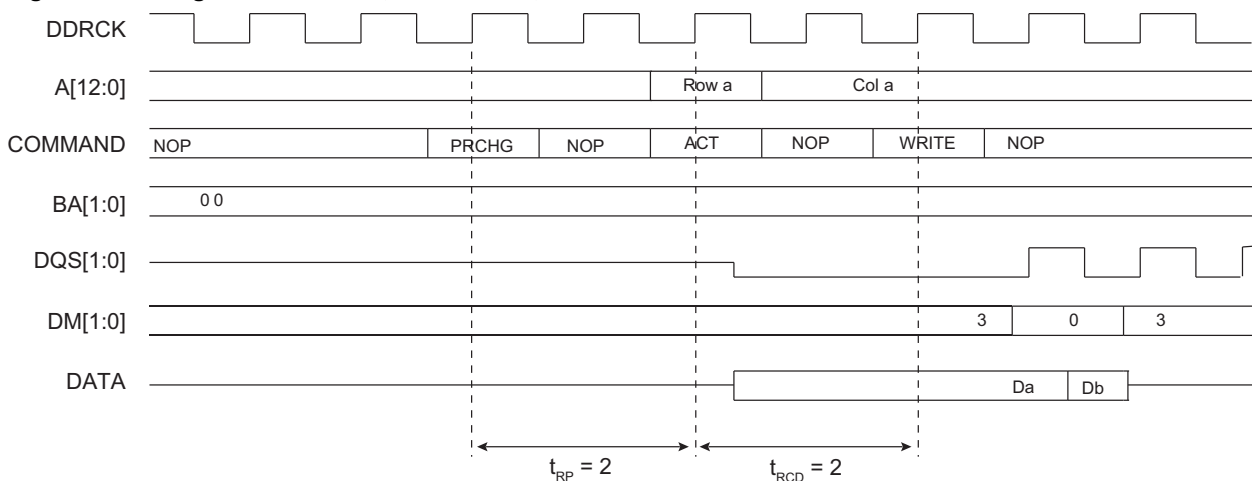 DDRCK
A[12:0] Row a Col a
COMMAND NOP PRCHG NOP ACT NOP WRITE NOP
BA[1:0] 0 0
DQS[1:0]
DM[1:0] 3 0 3
DATA Da Db
tRP = 2 tRCD = 2